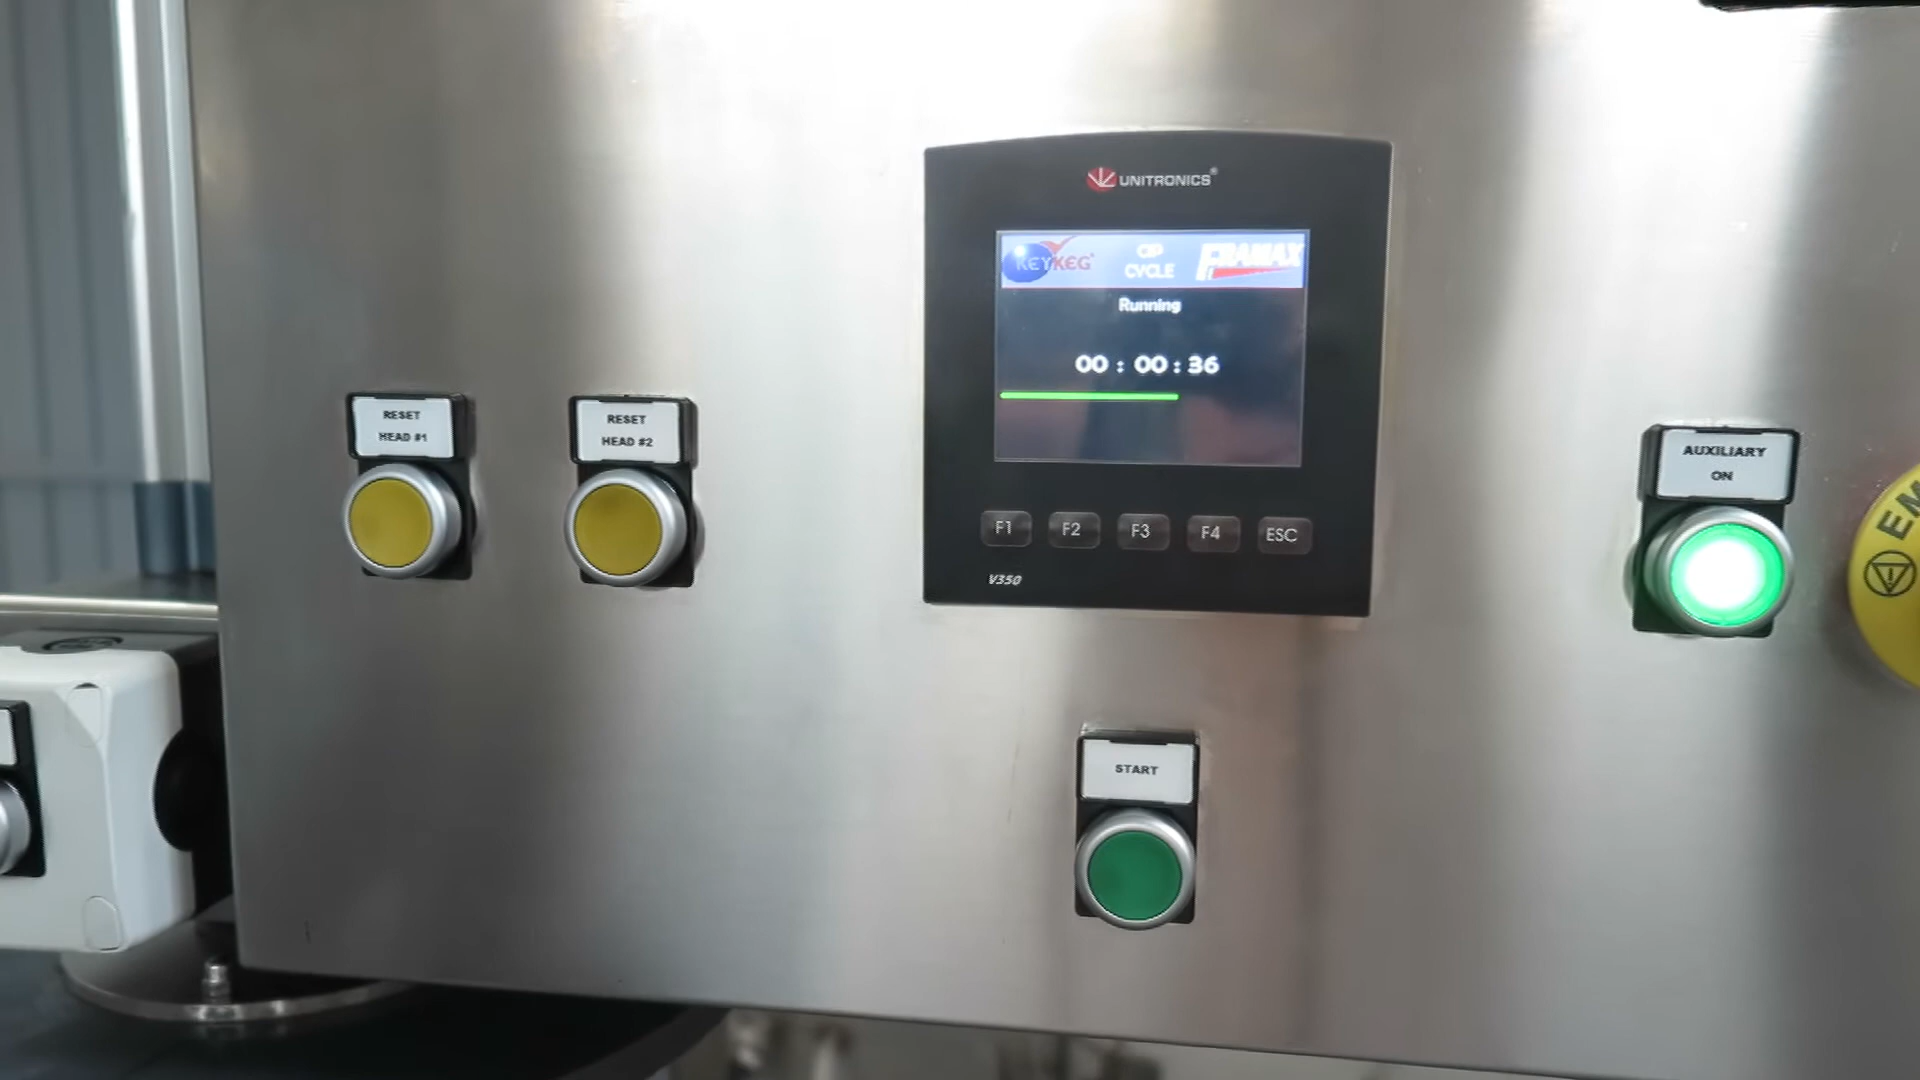 UNITRONICS®
KEYKEG®
CIP
CYCLE
FRAMAX
Running
00 : 00 : 36
RESET
HEAD #1
RESET
HEAD #2
AUXILIARY
ON
F1 F2 F3 F4 ESC
V350
START